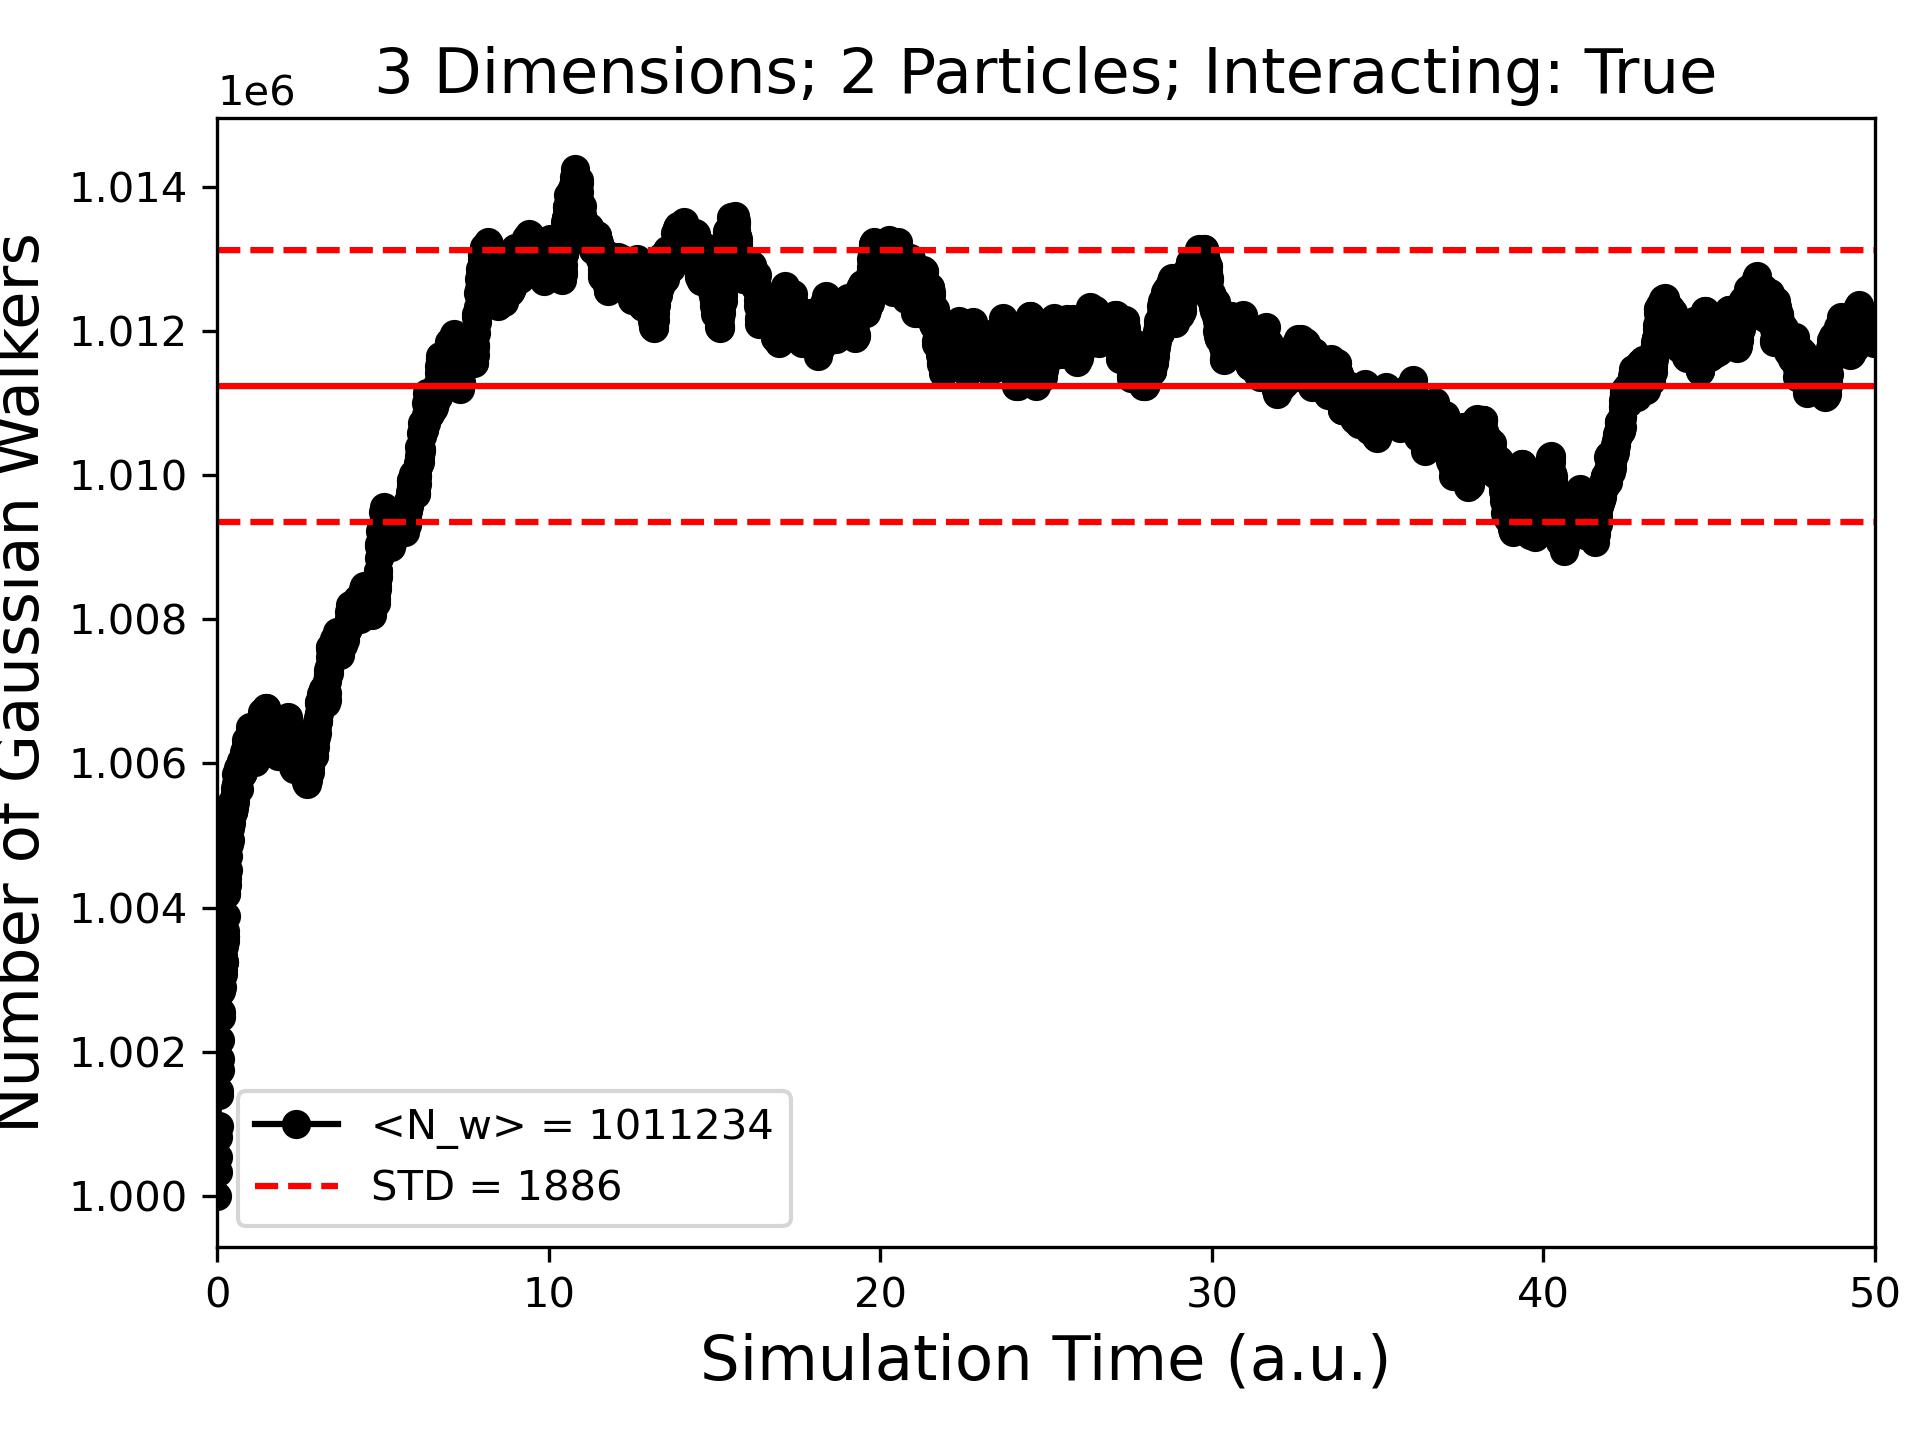 3 Dimensions; 2 Particles; Interacting: True
1e6
1.014
1.012
1.010
1.008
1.006
1.004
1.002
1.000
Number of Gaussian Walkers
<N_w> = 1011234
STD = 1886
0 10 20 30 40 50
Simulation Time (a.u.)